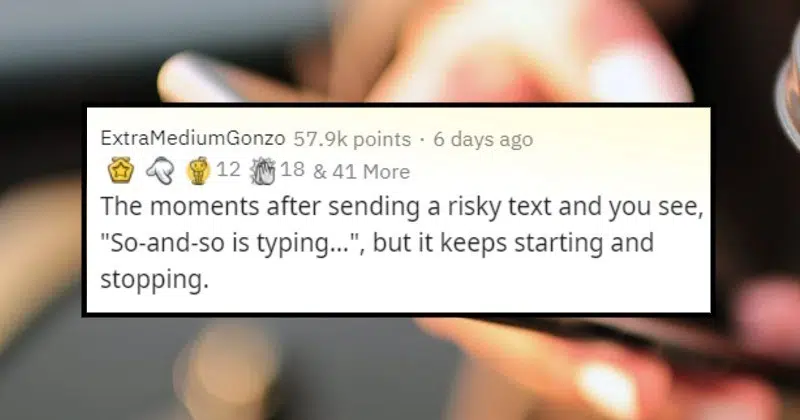 ExtraMediumGonzo 57.9k points · 6 days ago
12 18 & 41 More
The moments after sending a risky text and you see,
"So-and-so is typing...", but it keeps starting and
stopping.